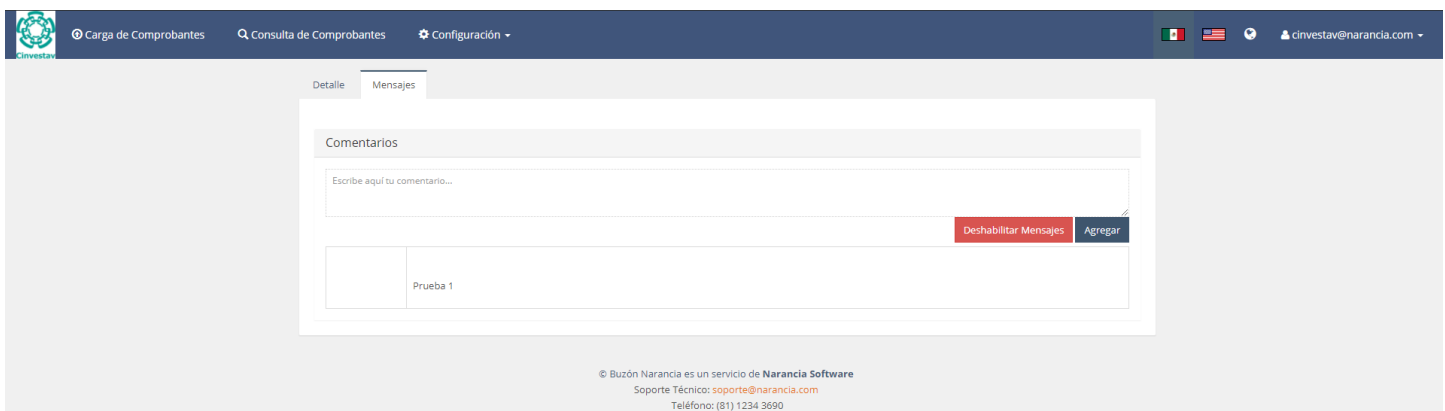 Cinvestav
Carga de Comprobantes
Consulta de Comprobantes
Configuración
cinvestav@narancia.com
Detalle
Mensajes
Comentarios
Escribe aquí tu comentario...
Deshabilitar Mensajes
Agregar
Prueba 1
© Buzón Narancia es un servicio de Narancia Software
Soporte Técnico: soporte@narancia.com
Teléfono: (81) 1234 3690